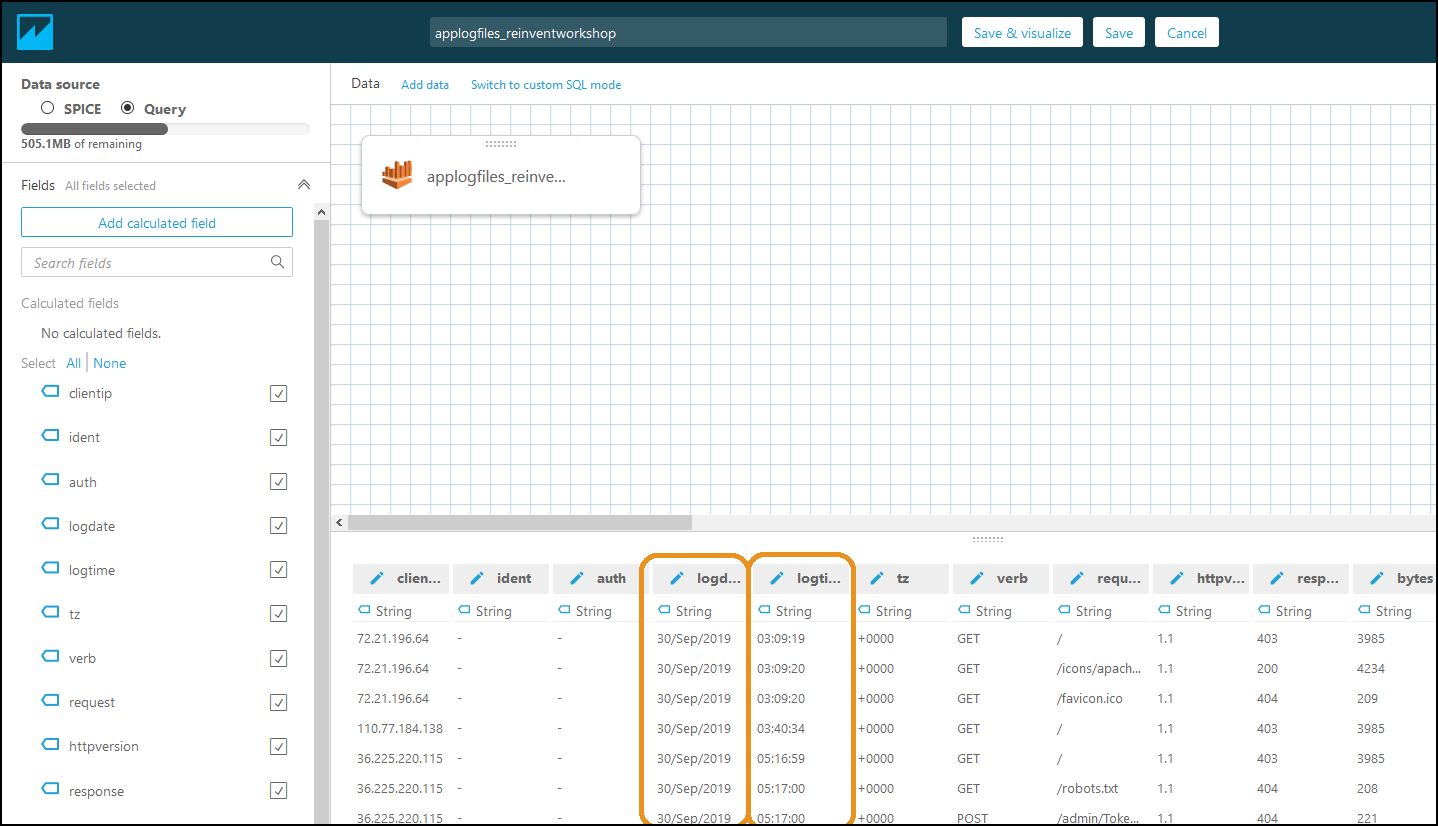 applogfiles_reinventworkshop
Save & visualize
Save
Cancel
Data source
SPICE Query
505.1MB of remaining
Fields All fields selected
Add calculated field
Search fields
Calculated fields
No calculated fields.
Select All None
clientip
ident
auth
logdate
logtime
tz
verb
request
httpversion
response
Data Add data Switch to custom SQL mode
applogfiles_reinve...
clien... ident auth logd... logti... tz verb requ... httpv... resp... bytes
String String String String String String String String String String String
72.21.196.64 - - 30/Sep/2019 03:09:19 +0000 GET / 1.1 403 3985
72.21.196.64 - - 30/Sep/2019 03:09:20 +0000 GET /icons/apach... 1.1 200 4234
72.21.196.64 - - 30/Sep/2019 03:09:20 +0000 GET /favicon.ico 1.1 404 209
110.77.184.138 - - 30/Sep/2019 03:40:34 +0000 GET / 1.1 403 3985
36.225.220.115 - - 30/Sep/2019 05:16:59 +0000 GET / 1.1 403 3985
36.225.220.115 - - 30/Sep/2019 05:17:00 +0000 GET /robots.txt 1.1 404 208
36.225.220.115 - - 30/Sep/2019 05:17:00 +0000 POST /admin/Toke... 1.1 404 221